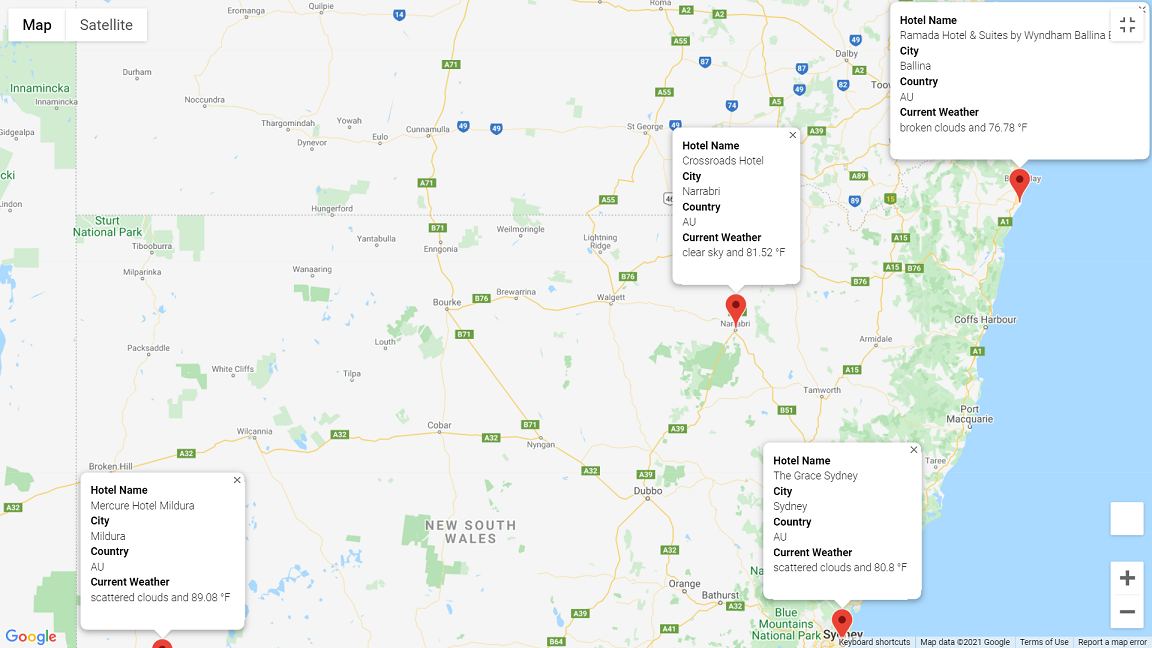 Map
Satellite
Eromanga
Quilpie
14
Roma
A2
A2
Hotel Name
Ramada Hotel & Suites by Wyndham Ballina
City
Ballina
Country
AU
Current Weather
broken clouds and 76.78 °F
A55
49
Dalby
A71
87
87
A2
Durham
Innamincka
Innamincka
Noccundra
A55
49
82
74
A5
Thargomindah
Yowah
Cunnamulla
49
49
St George
49
A39
Dynevor
Eulo
Hotel Name
Crossroads Hotel
City
Narrabri
Country
AU
Current Weather
clear sky and 81.52 °F
A71
A89
A55
89
15
Hungerford
Sturt
National Park
Tibooburra
B71
Weilmoringle
Yantabulla
Enngonia
Lightning
Ridge
A1
A15
Milparinka
Wanaaring
B76
A15
B76
B76
Bourke
B76
Brewarrina
Walgett
Narrabri
Coffs Harbour
B71
Louth
Packsaddle
Armidale
A1
White Cliffs
Tilpa
A15
Tamworth
B51
Port
Macquarie
Wilcannia
A32
Cobar
A32
B71
Nyngan
A39
A32
Broken Hill
Taree
A32
A39
Dubbo
A32
Hotel Name
Mercure Hotel Mildura
City
Mildura
Country
AU
Current Weather
scattered clouds and 89.08 °F
Hotel Name
The Grace Sydney
City
Sydney
Country
AU
Current Weather
scattered clouds and 80.8 °F
NEW SOUTH
WALES
A32
Orange
Bathurst
A32
A39
A41
B64
Blue
Mountains
National Park
Sydney
Google
Keyboard shortcuts
Map data ©2021 Google
Terms of Use
Report a map error